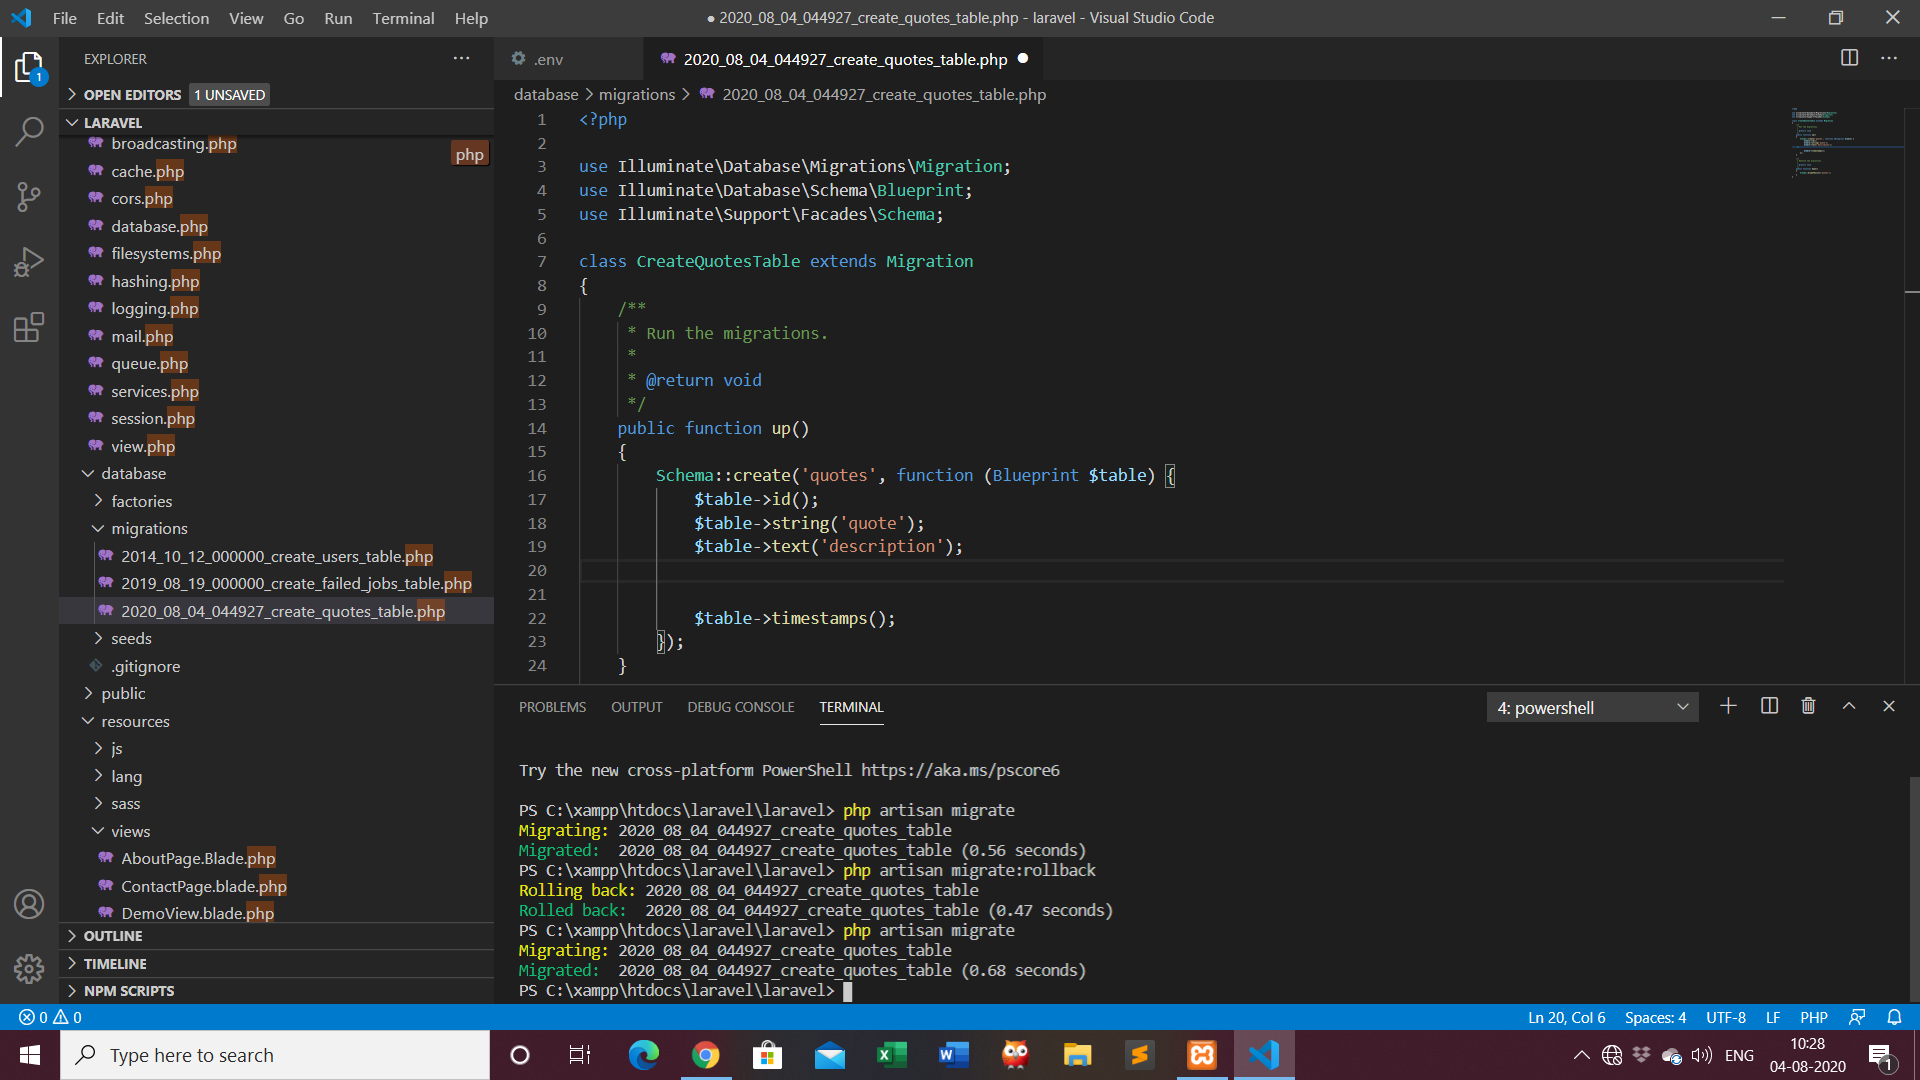 File Edit Selection View Go Run Terminal Help
● 2020_08_04_044927_create_quotes_table.php - laravel - Visual Studio Code
EXPLORER
OPEN EDITORS 1 UNSAVED
LARAVEL
php
broadcasting.php
cache.php
cors.php
database.php
filesystems.php
hashing.php
logging.php
mail.php
queue.php
services.php
session.php
view.php
database
factories
migrations
2014_10_12_000000_create_users_table.php
2019_08_19_000000_create_failed_jobs_table.php
2020_08_04_044927_create_quotes_table.php
seeds
.gitignore
public
resources
js
lang
sass
views
AboutPage.Blade.php
ContactPage.blade.php
DemoView.blade.php
OUTLINE
TIMELINE
NPM SCRIPTS
1
.env
2020_08_04_044927_create_quotes_table.php
database > migrations > 2020_08_04_044927_create_quotes_table.php
1 <?php
2
3 use Illuminate\Database\Migrations\Migration;
4 use Illuminate\Database\Schema\Blueprint;
5 use Illuminate\Support\Facades\Schema;
6
7 class CreateQuotesTable extends Migration
8 {
9 /**
10 * Run the migrations.
11 *
12 * @return void
13 */
14 public function up()
15 {
16 Schema::create('quotes', function (Blueprint $table) {
17 $table->id();
18 $table->string('quote');
19 $table->text('description');
20
21
22 $table->timestamps();
23 });
24 }
PROBLEMS OUTPUT DEBUG CONSOLE TERMINAL
4: powershell
Try the new cross-platform PowerShell https://aka.ms/pscore6
PS C:\xampp\htdocs\laravel\laravel> php artisan migrate
Migrating: 2020_08_04_044927_create_quotes_table
Migrated:  2020_08_04_044927_create_quotes_table (0.56 seconds)
PS C:\xampp\htdocs\laravel\laravel> php artisan migrate:rollback
Rolling back: 2020_08_04_044927_create_quotes_table
Rolled back:  2020_08_04_044927_create_quotes_table (0.47 seconds)
PS C:\xampp\htdocs\laravel\laravel> php artisan migrate
Migrating: 2020_08_04_044927_create_quotes_table
Migrated:  2020_08_04_044927_create_quotes_table (0.68 seconds)
PS C:\xampp\htdocs\laravel\laravel>
0 0
Ln 20, Col 6 Spaces: 4 UTF-8 LF PHP
Type here to search
ENG
10:28
04-08-2020
1